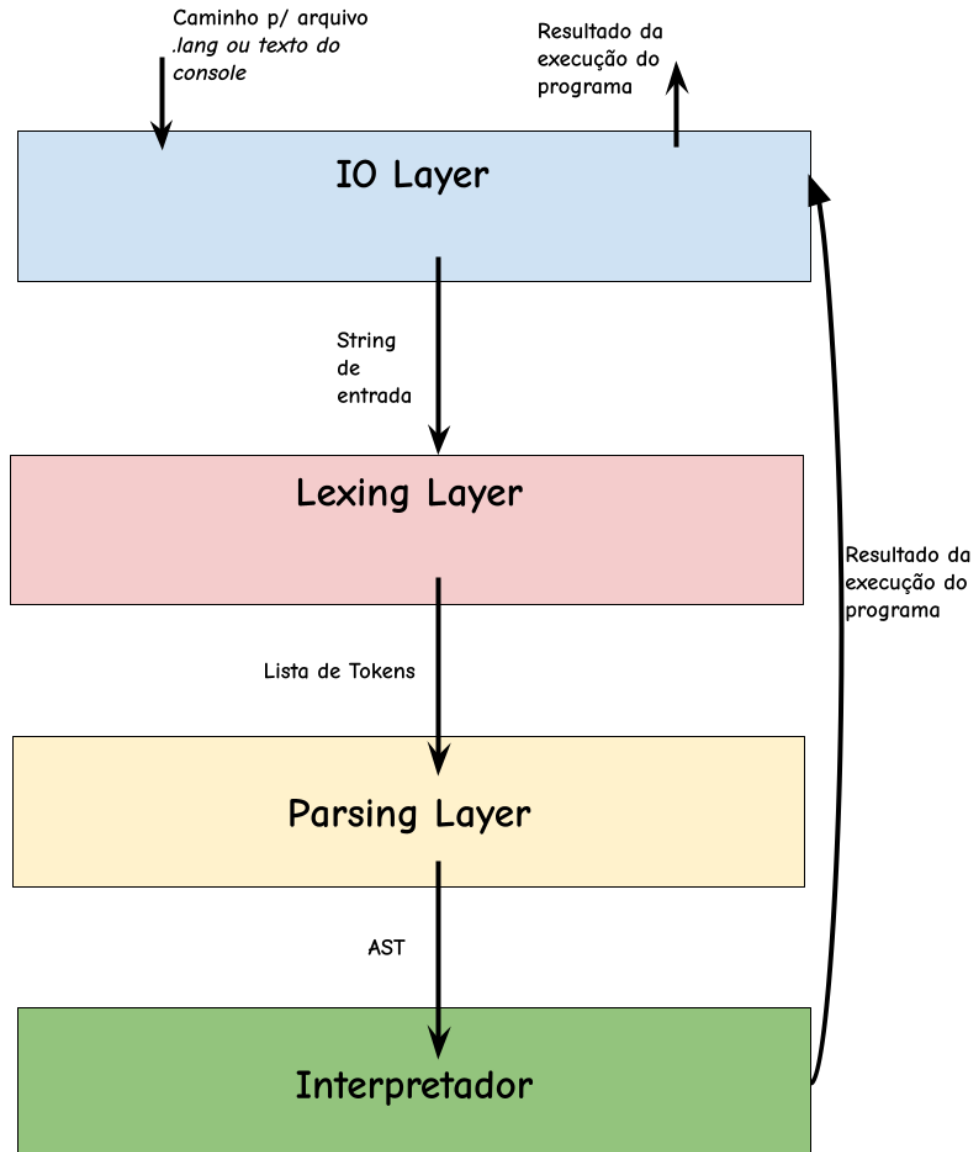 Caminho p/ arquivo
.lang ou texto do
console
Resultado da
execução do
programa
IO Layer
String
de
entrada
Lexing Layer
Resultado da
execução do
programa
Lista de Tokens
Parsing Layer
AST
Interpretador